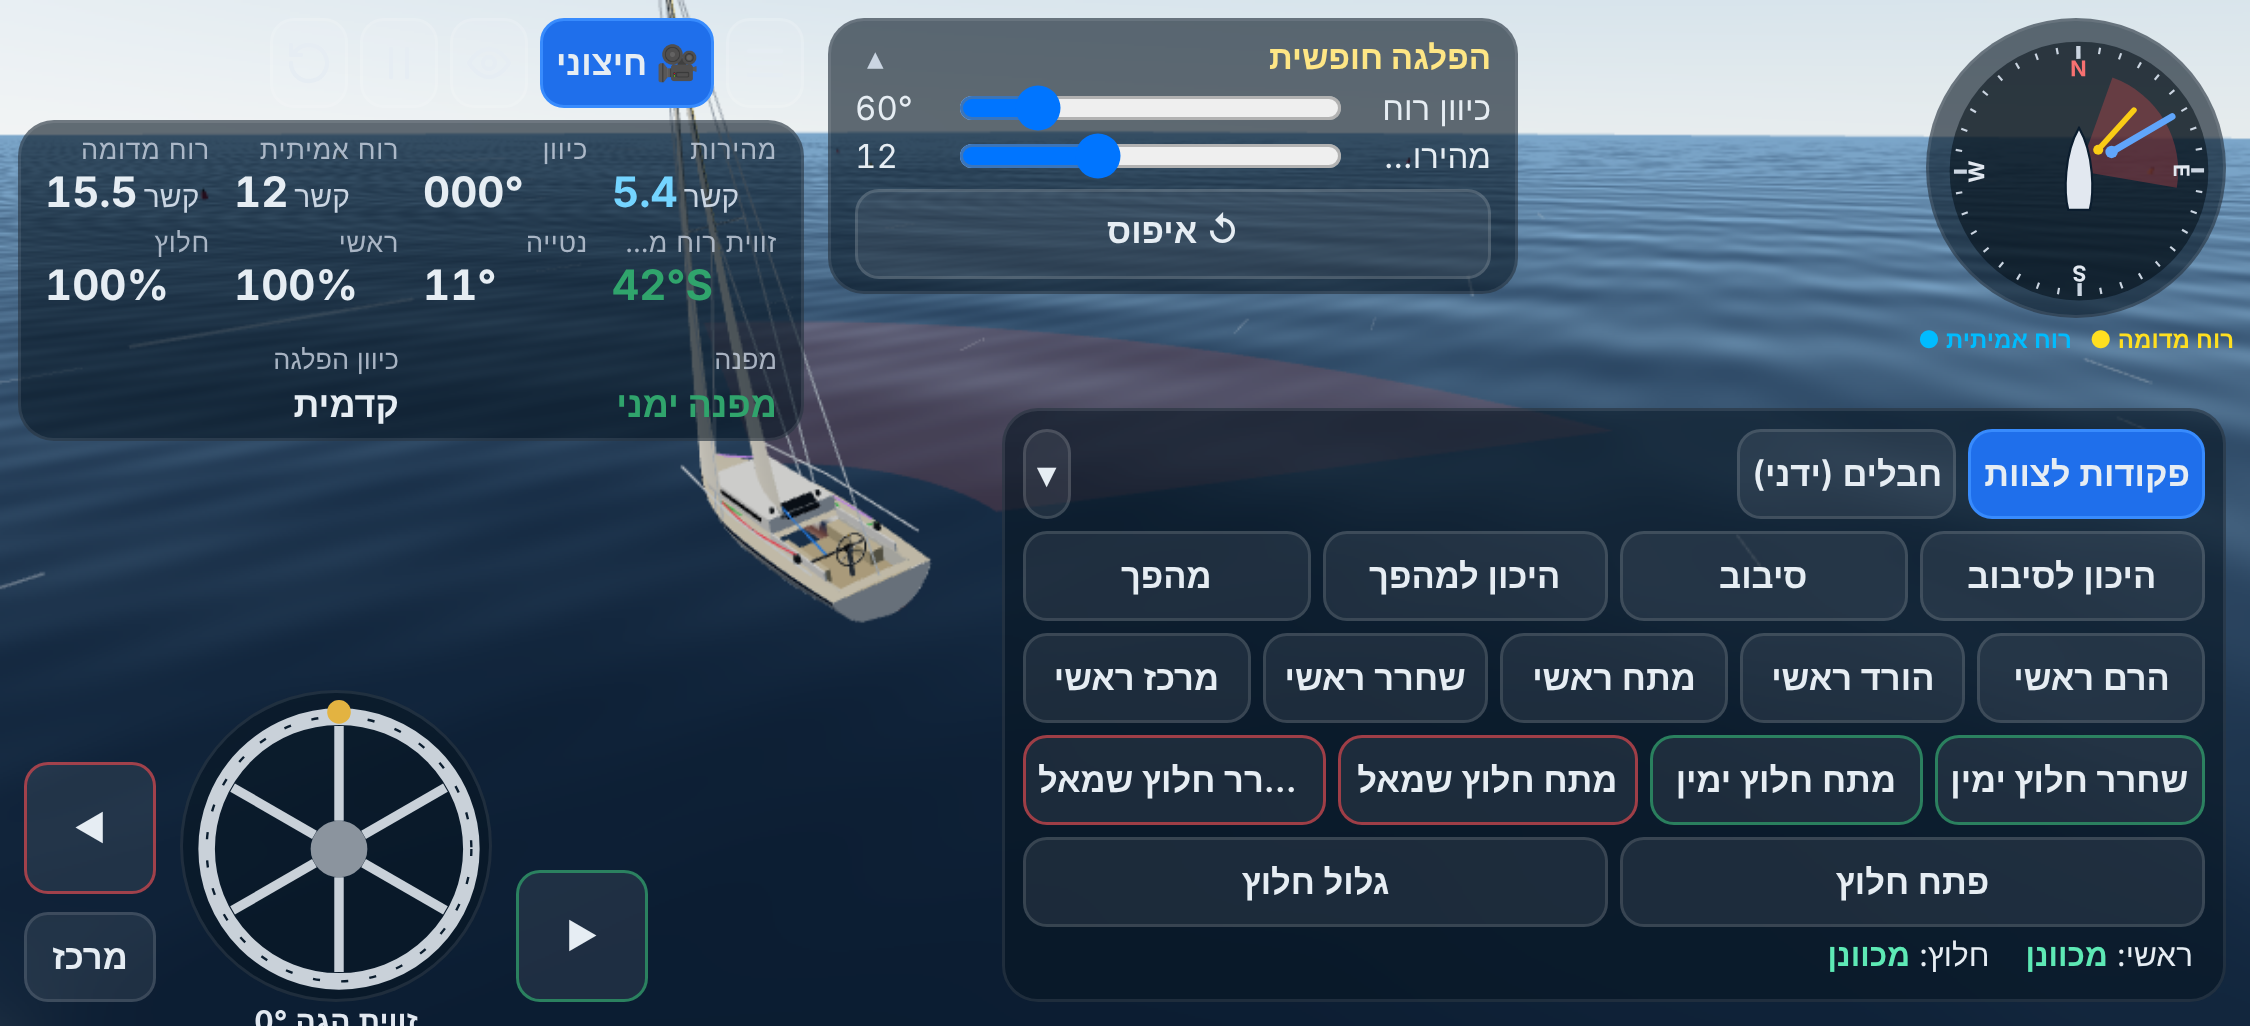 חיצוני
הפלגה חופשית
כיוון רוח 60°
מהירו... 12
איפוס
מהירות כיוון רוח אמיתית רוח מדומה
5.4 קשר 000° 12 קשר 15.5 קשר
זווית רוח מ... נטייה ראשי חלוץ
42°S 11° 100% 100%
מפנה כיוון הפלגה
מפנה ימני קדמית
N
E
S
W
רוח מדומה רוח אמיתית
פקודות לצוות חבלים (ידני)
היכון לסיבוב סיבוב היכון למהפך מהפך
הרם ראשי הורד ראשי מתח ראשי שחרר ראשי מרכז ראשי
שחרר חלוץ ימין מתח חלוץ ימין מתח חלוץ שמאל ...רר חלוץ שמאל
פתח חלוץ גלול חלוץ
ראשי: מכוונן חלוץ: מכוונן
מרכז
זווית הגה 0°